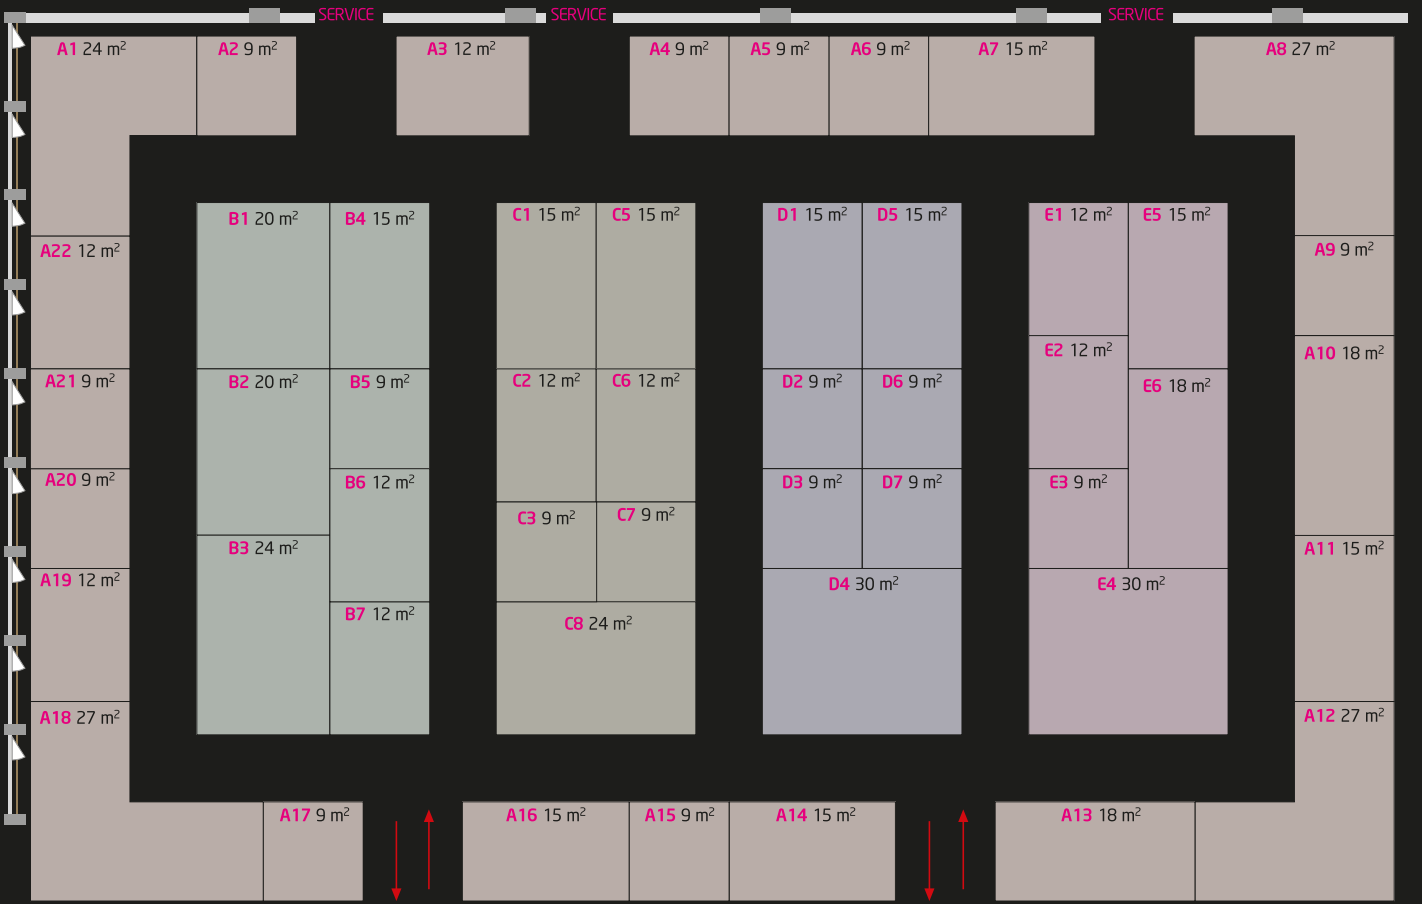 SERVICE SERVICE SERVICE
A1 24 m² A2 9 m² A3 12 m² A4 9 m² A5 9 m² A6 9 m² A7 15 m² A8 27 m²
B1 20 m² B4 15 m² C1 15 m² C5 15 m² D1 15 m² D5 15 m² E1 12 m² E5 15 m²
A22 12 m² A9 9 m²
E2 12 m² A10 18 m²
A21 9 m² B2 20 m² B5 9 m² C2 12 m² C6 12 m² D2 9 m² D6 9 m² E6 18 m²
A20 9 m² B6 12 m² D3 9 m² D7 9 m² E3 9 m²
C3 9 m² C7 9 m²
B3 24 m² A11 15 m²
A19 12 m² D4 30 m² E4 30 m²
B7 12 m² C8 24 m²
A18 27 m² A12 27 m²
A17 9 m² A16 15 m² A15 9 m² A14 15 m² A13 18 m²